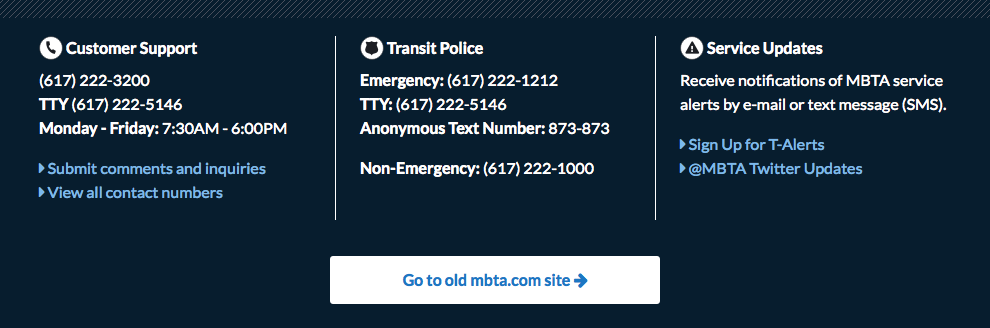 Customer Support
(617) 222-3200
TTY (617) 222-5146
Monday - Friday: 7:30AM - 6:00PM
Submit comments and inquiries
View all contact numbers
Transit Police
Emergency: (617) 222-1212
TTY: (617) 222-5146
Anonymous Text Number: 873-873
Non-Emergency: (617) 222-1000
Service Updates
Receive notifications of MBTA service
alerts by e-mail or text message (SMS).
Sign Up for T-Alerts
@MBTA Twitter Updates
Go to old mbta.com site